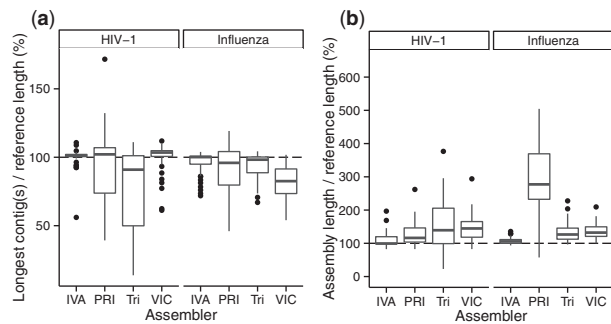 (a)
HIV−1
Influenza
Longest contig(s) / reference length (%)
150
100
50
IVA
PRI
Tri
VIC
IVA
PRI
Tri
VIC
Assembler
(b)
HIV−1
Influenza
Assembly length / reference length (%)
600
500
400
300
200
100
0
IVA
PRI
Tri
VIC
IVA
PRI
Tri
VIC
Assembler